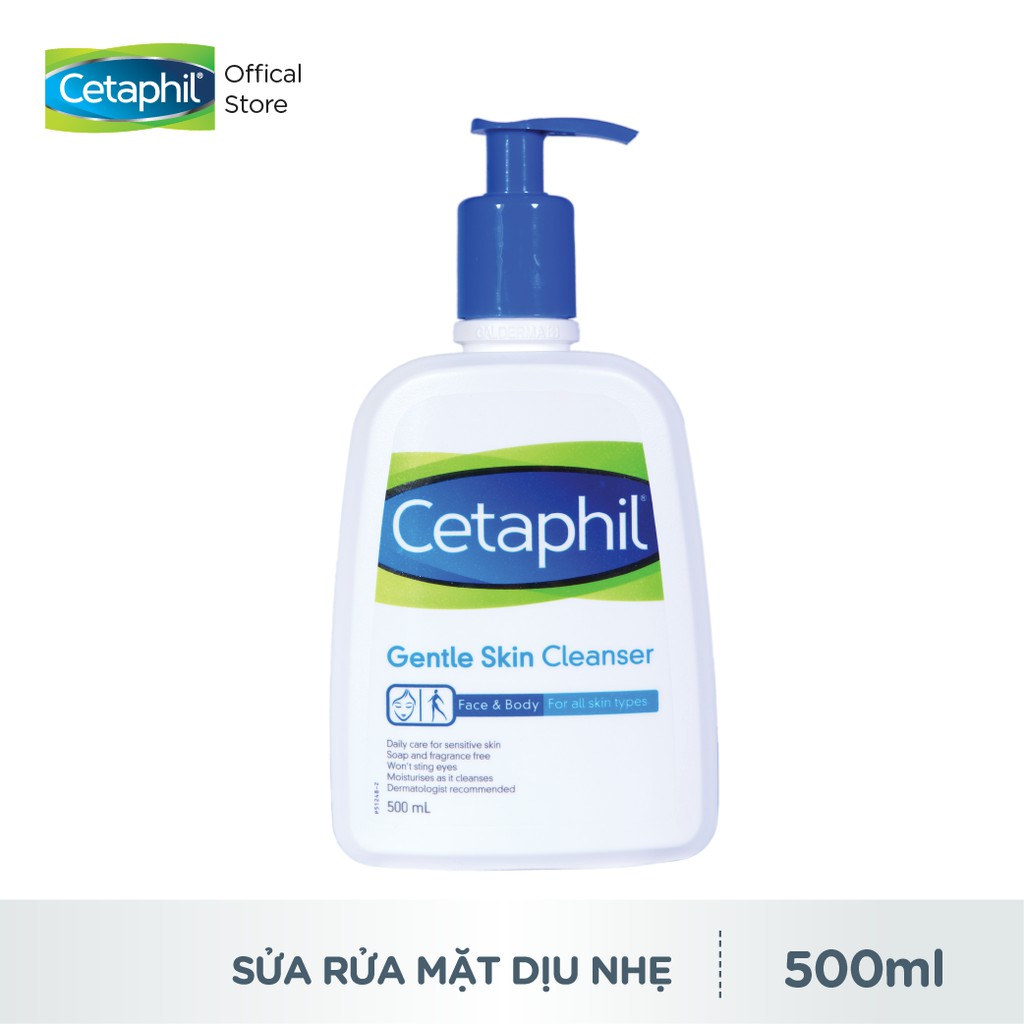 Cetaphil®
Offical
Store
Cetaphil®
Gentle Skin Cleanser
Face & Body For all skin types
Daily care for sensitive skin
Soap and fragrance free
Won't sting eyes
Moisturises as it cleanses
Dermatologist recommended
500 mL
SỬA RỬA MẶT DỊU NHẸ
500ml